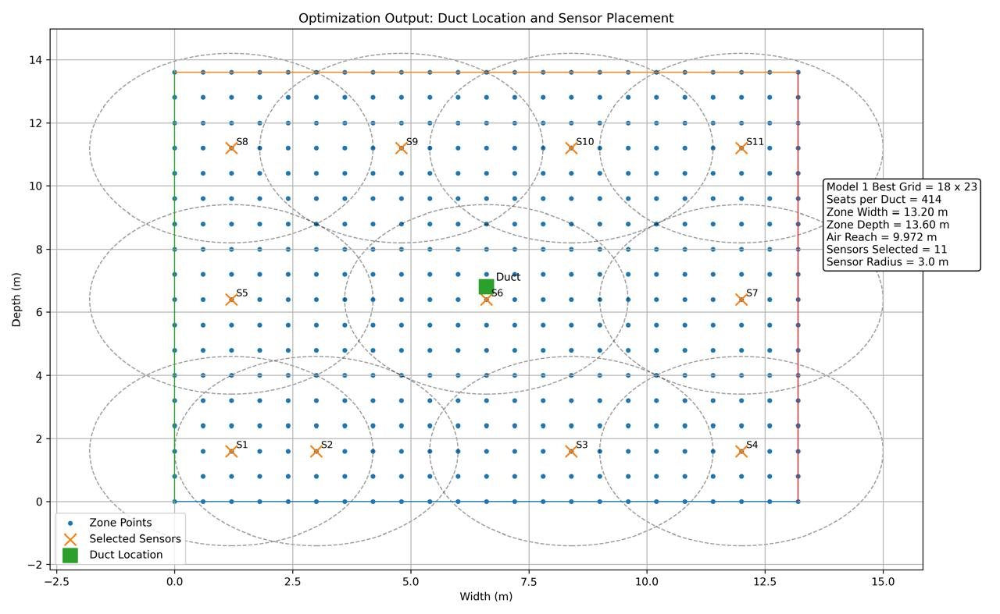 Optimization Output: Duct Location and Sensor Placement
Depth (m)
14
12
10
8
6
4
2
0
−2
S8
S9
S10
S11
Duct
S5
S6
S7
S1
S2
S3
S4
Model 1 Best Grid = 18 x 23
Seats per Duct = 414
Zone Width = 13.20 m
Zone Depth = 13.60 m
Air Reach = 9.972 m
Sensors Selected = 11
Sensor Radius = 3.0 m
Zone Points
Selected Sensors
Duct Location
−2.5 0.0 2.5 5.0 7.5 10.0 12.5 15.0
Width (m)